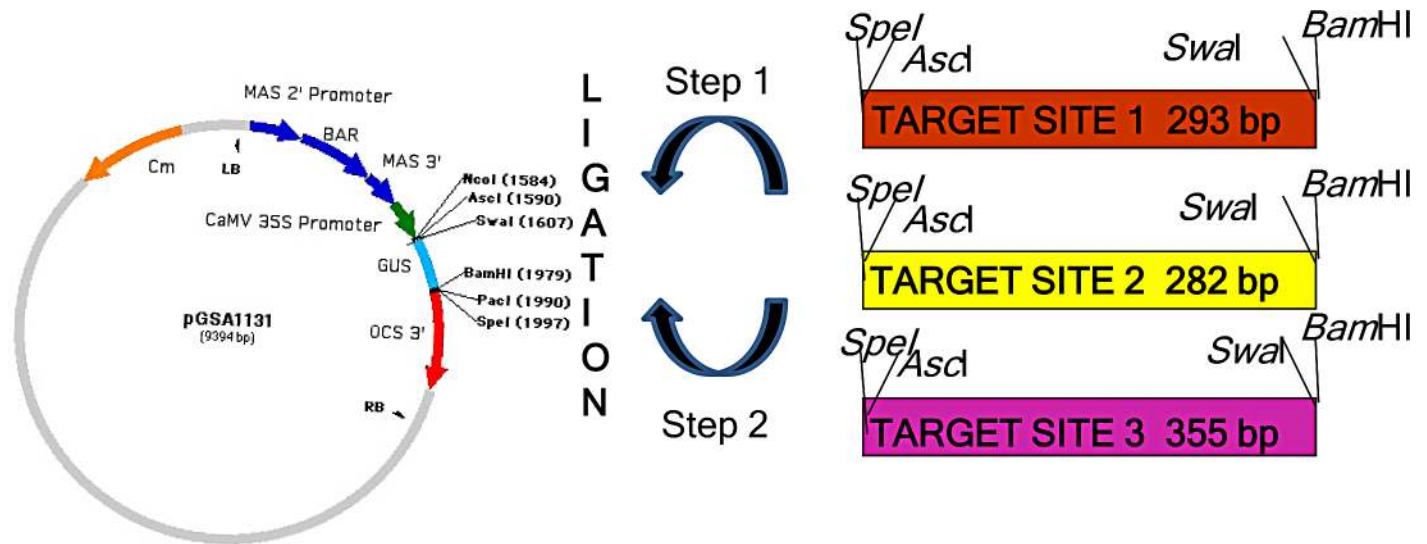 MAS 2' Promoter
BAR
MAS 3'
Cm
LB
NcoI (1584)
AscI (1590)
SwaI (1607)
CaMV 35S Promoter
GUS
BamHI (1979)
PacI (1990)
SpeI (1997)
pGSA1131
(9394 bp)
OCS 3'
RB
LIGATION
Step 1
Step 2
SpeI
AscI
SwaI
BamHI
TARGET SITE 1 293 bp
SpeI
AscI
SwaI
BamHI
TARGET SITE 2 282 bp
SpeI
AscI
SwaI
BamHI
TARGET SITE 3 355 bp